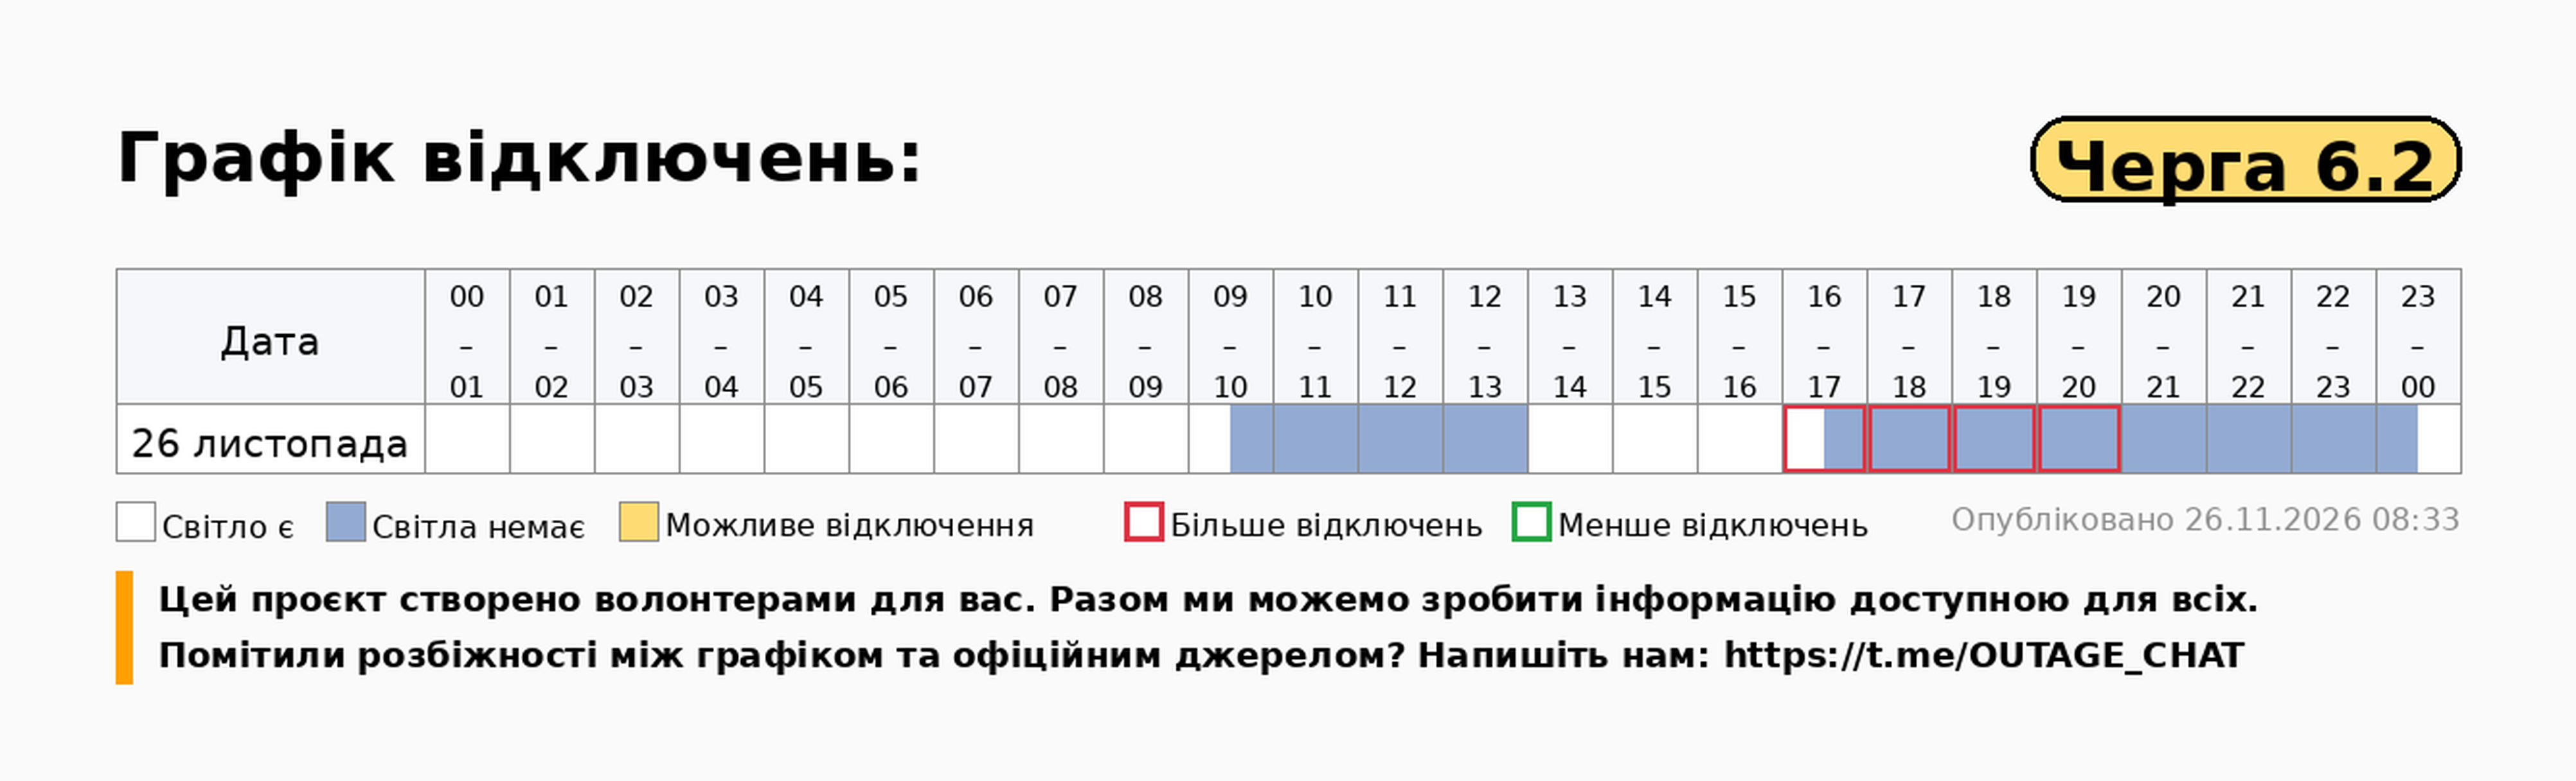 Графік відключень:
Черга 6.2
Дата 00 – 01 01 – 02 02 – 03 03 – 04 04 – 05 05 – 06 06 – 07 07 – 08 08 – 09 09 – 10 10 – 11 11 – 12 12 – 13 13 – 14 14 – 15 15 – 16 16 – 17 17 – 18 18 – 19 19 – 20 20 – 21 21 – 22 22 – 23 23 – 00
26 листопада
Світло є Світла немає Можливе відключення Більше відключень Менше відключень Опубліковано 26.11.2026 08:33
Цей проєкт створено волонтерами для вас. Разом ми можемо зробити інформацію доступною для всіх.
Помітили розбіжності між графіком та офіційним джерелом? Напишіть нам: https://t.me/OUTAGE_CHAT